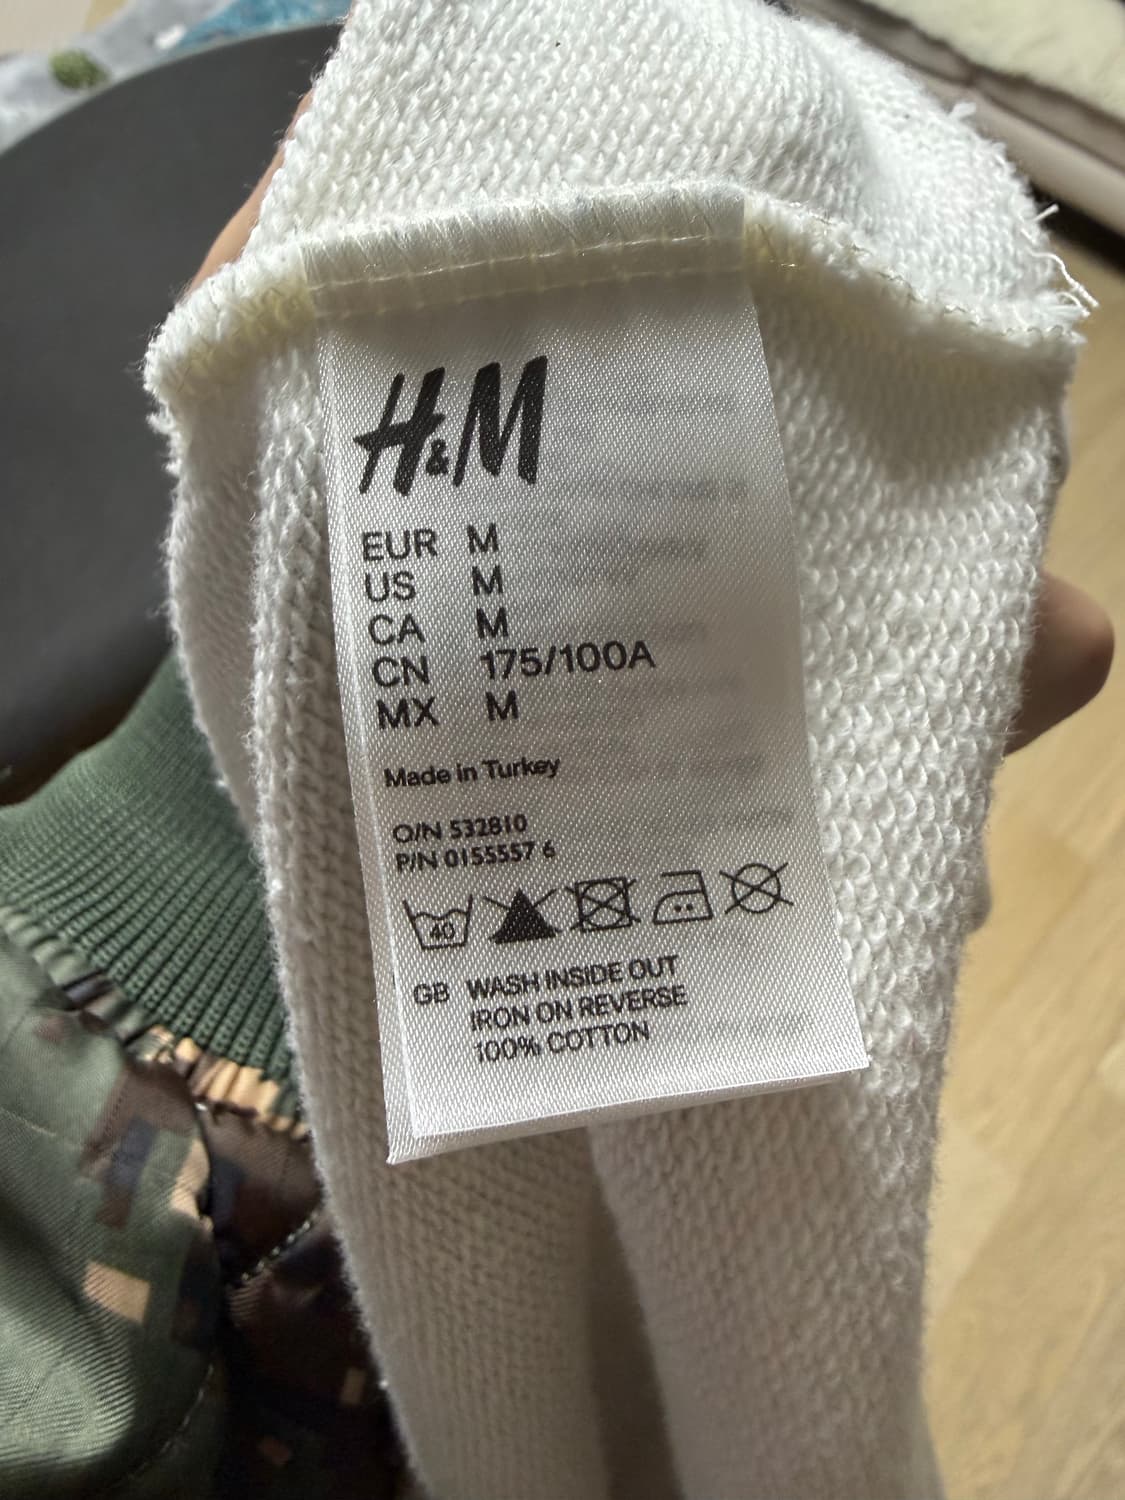 H&M
EUR M
US M
CA M
CN 175/100A
MX M
Made in Turkey
O/N 532810
P/N 0155557 6
40
GB WASH INSIDE OUT
IRON ON REVERSE
100% COTTON